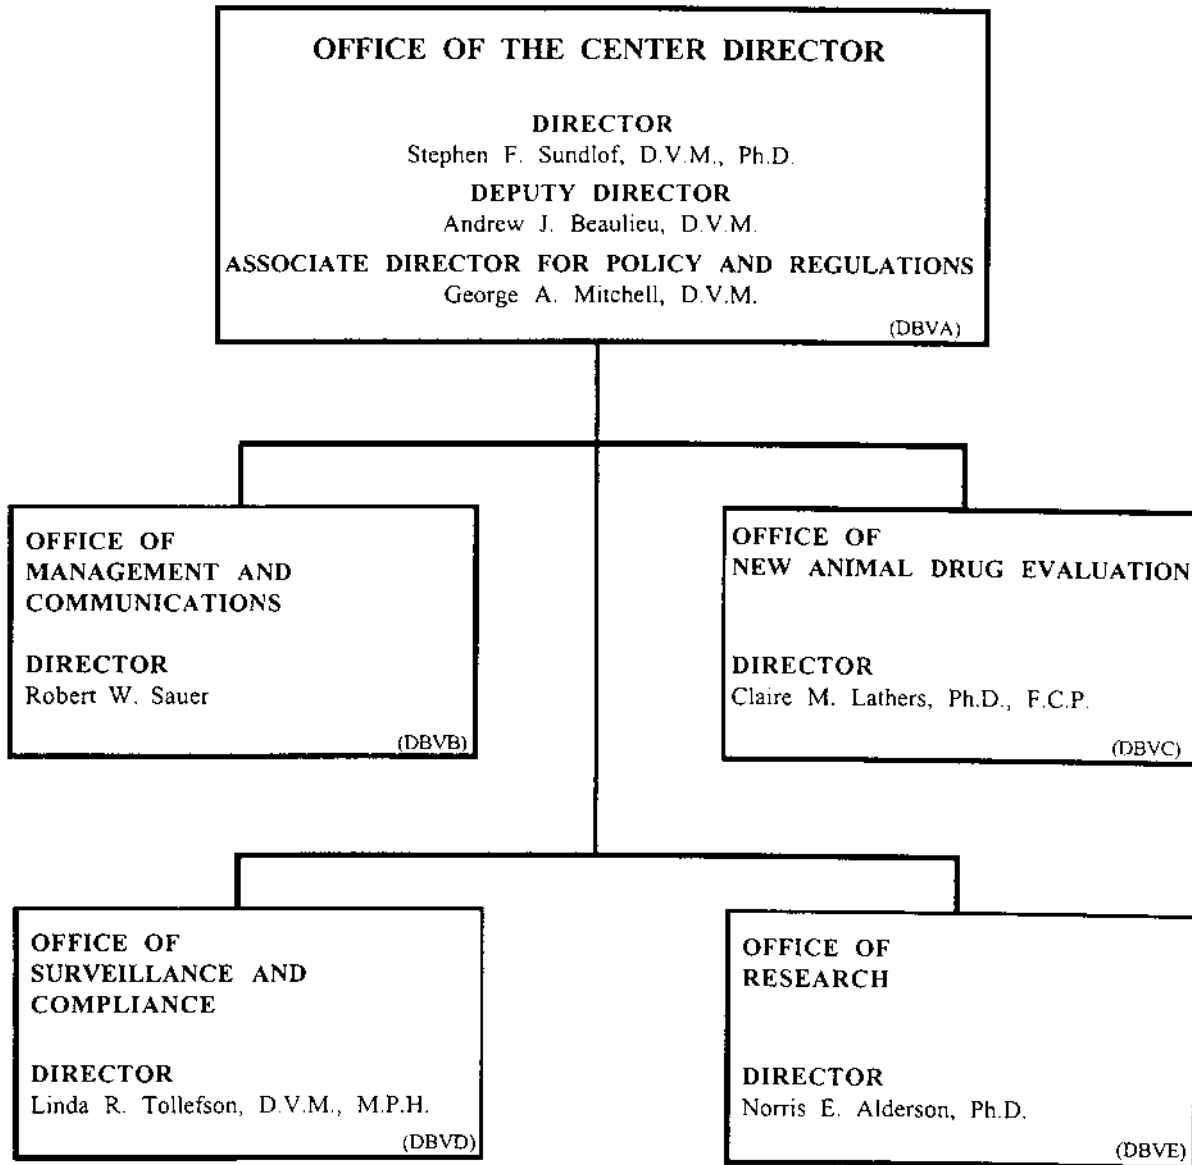 OFFICE OF THE CENTER DIRECTOR
DIRECTOR
Stephen F. Sundlof, D.V.M., Ph.D.
DEPUTY DIRECTOR
Andrew J. Beaulieu, D.V.M.
ASSOCIATE DIRECTOR FOR POLICY AND REGULATIONS
George A. Mitchell, D.V.M.
(DBVA)
OFFICE OF
MANAGEMENT AND
COMMUNICATIONS
DIRECTOR
Robert W. Sauer
(DBVB)
OFFICE OF
NEW ANIMAL DRUG EVALUATION
DIRECTOR
Claire M. Lathers, Ph.D., F.C.P.
(DBVC)
OFFICE OF
SURVEILLANCE AND
COMPLIANCE
DIRECTOR
Linda R. Tollefson, D.V.M., M.P.H.
(DBVD)
OFFICE OF
RESEARCH
DIRECTOR
Norris E. Alderson, Ph.D.
(DBVE)